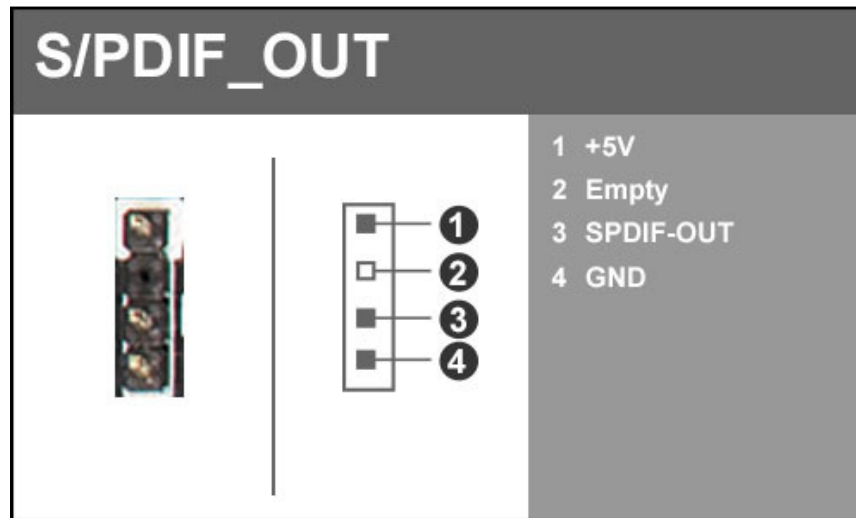 S/PDIF_OUT
1
2
3
4
1 +5V
2 Empty
3 SPDIF-OUT
4 GND